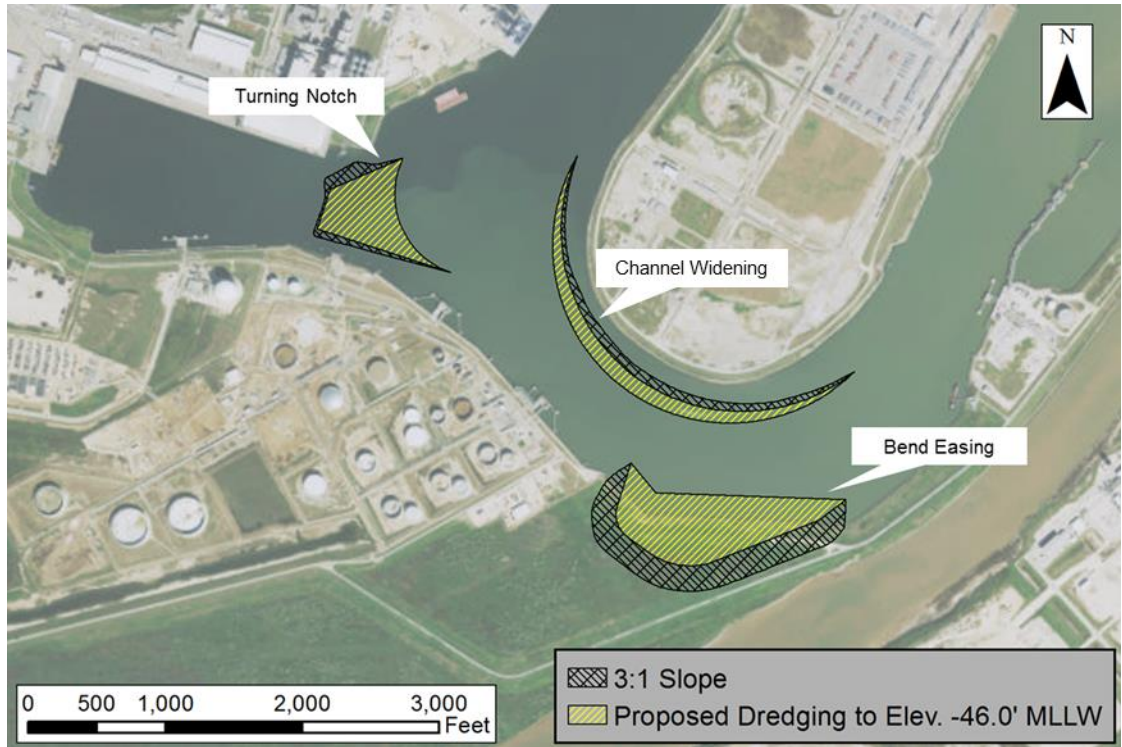 N
Turning Notch
Channel Widening
Bend Easing
0 500 1,000 2,000 3,000
Feet
3:1 Slope
Proposed Dredging to Elev. -46.0' MLLW